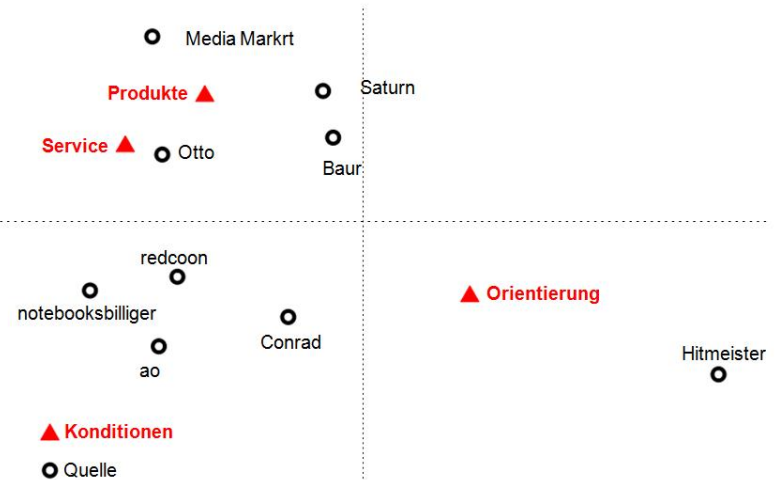 Media Markrt
Saturn
Produkte
Service
Otto
Baur
redcoon
notebooksbilliger
Orientierung
Conrad
Hitmeister
ao
Konditionen
Quelle